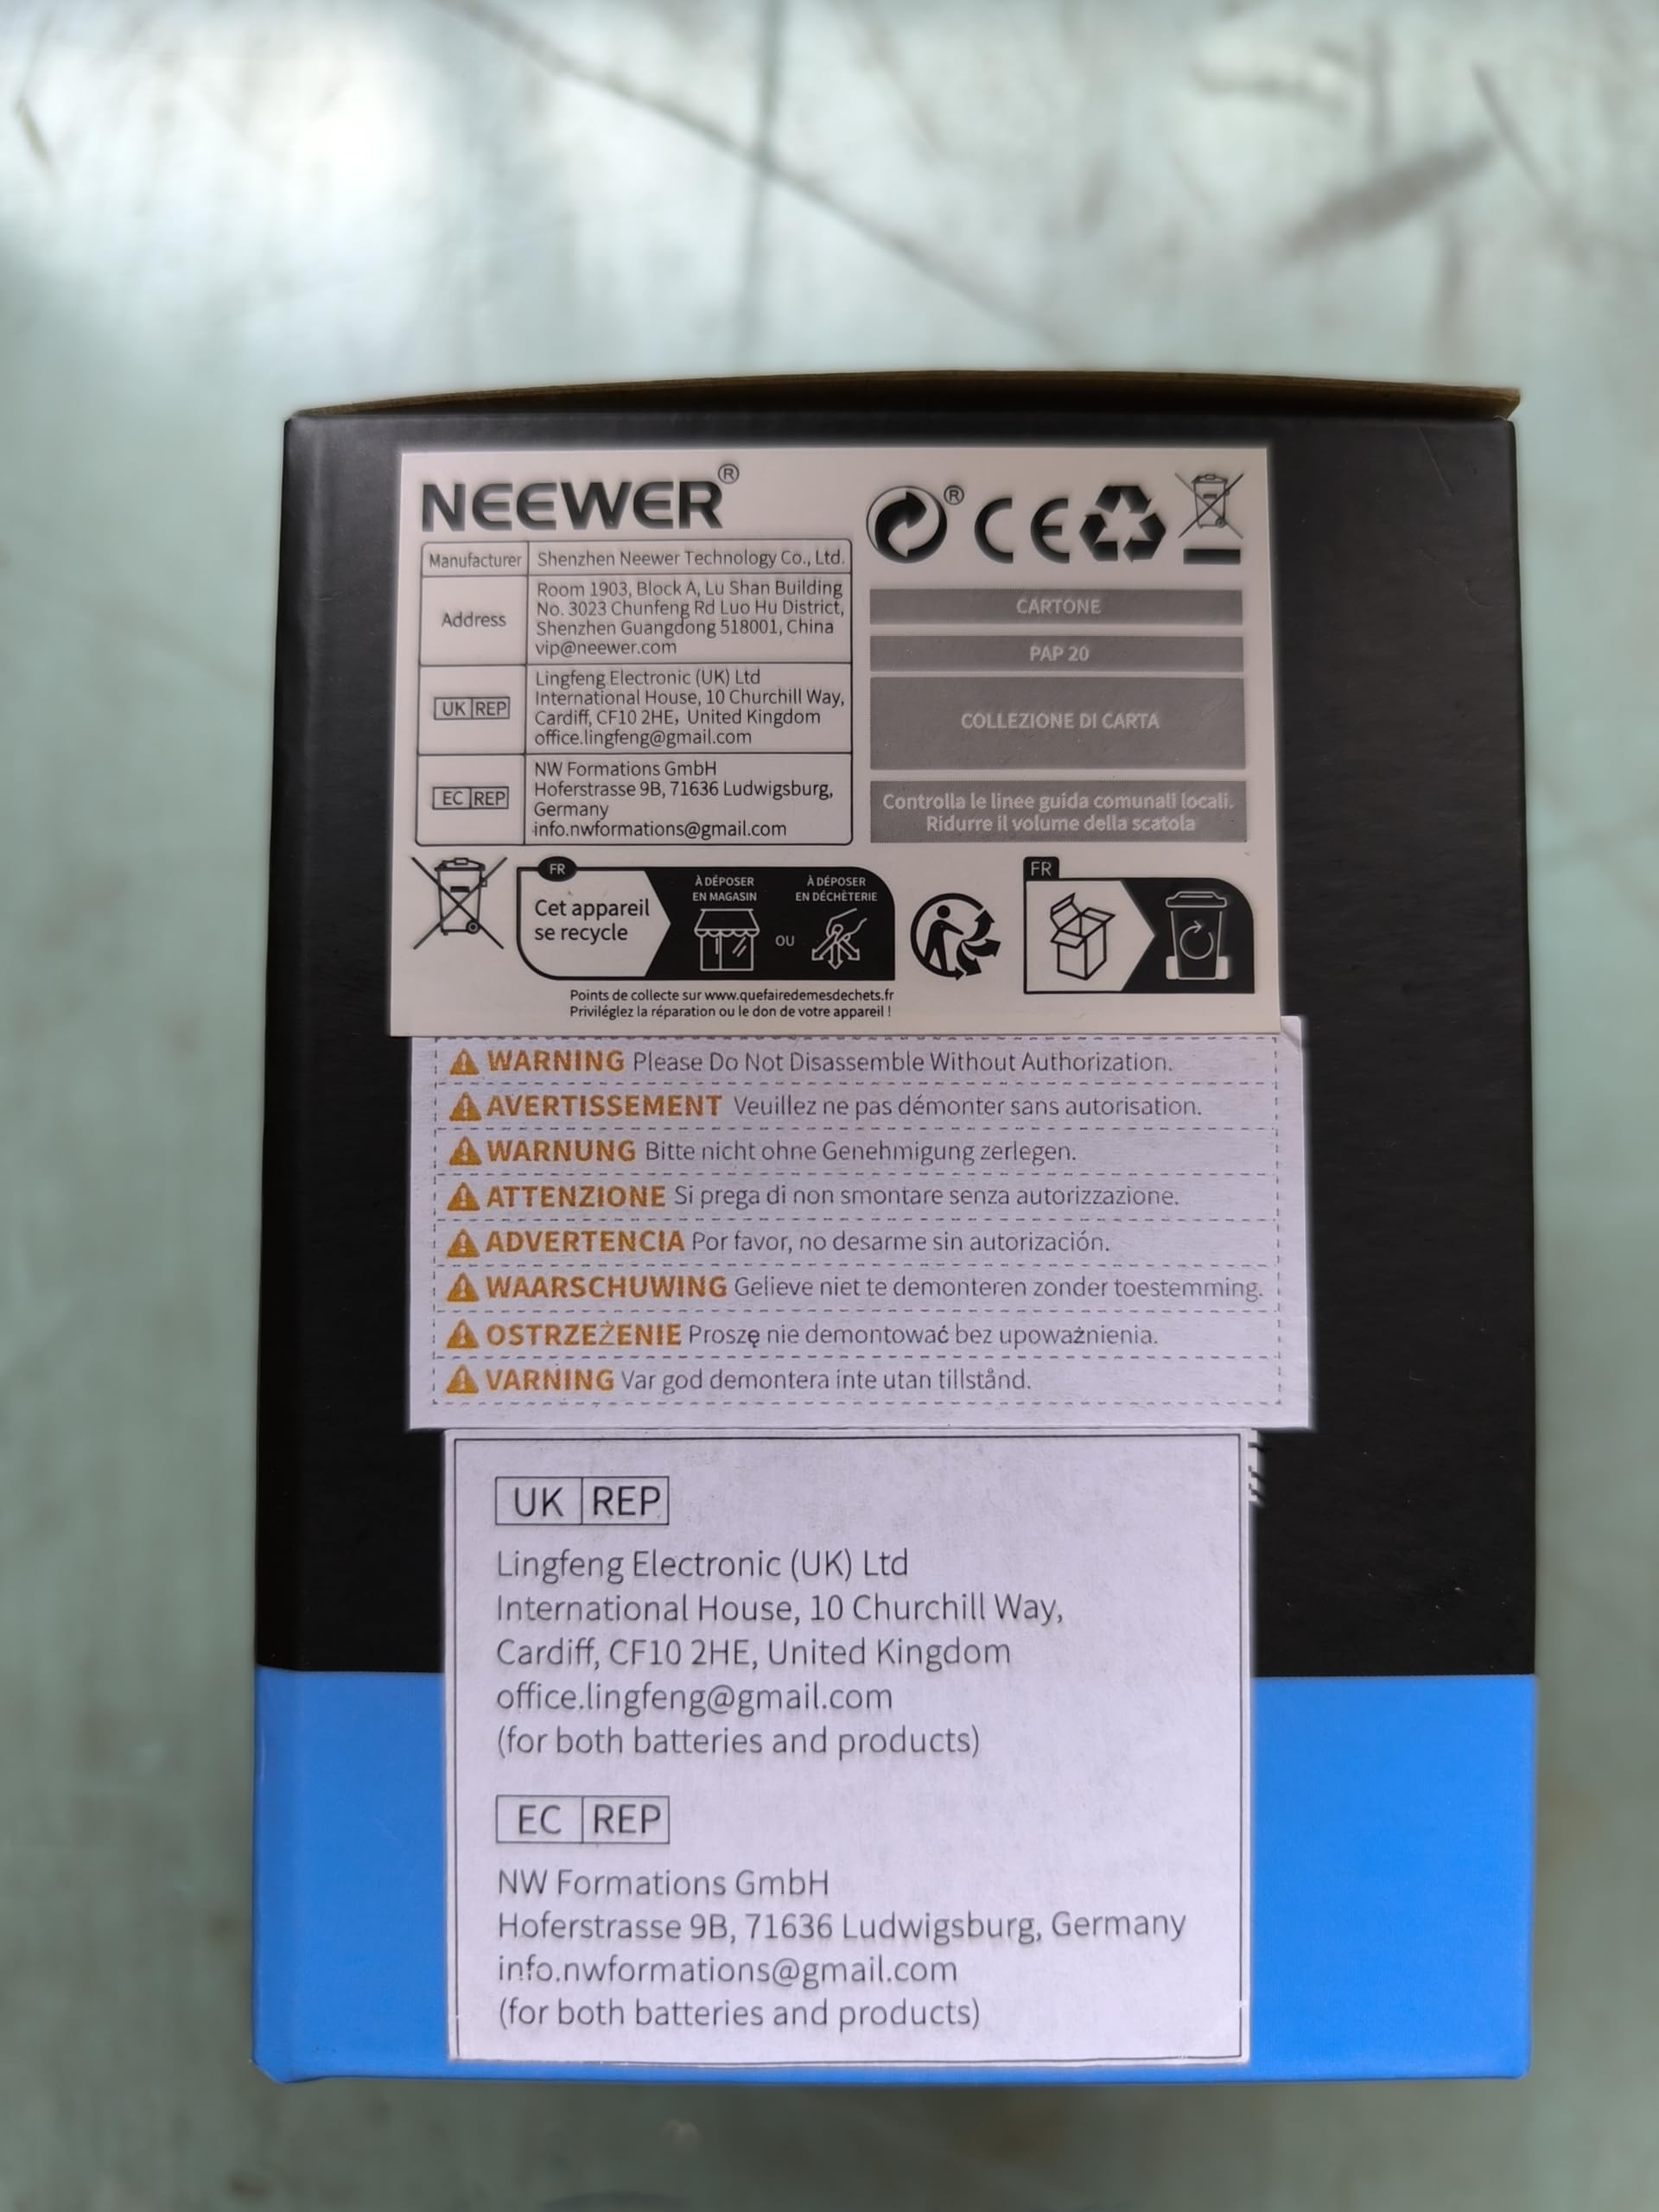 NEEWER®
Manufacturer Shenzhen Neewer Technology Co., Ltd.
Address
Room 1903, Block A, Lu Shan Building
No. 3023 Chunfeng Rd Luo Hu District,
Shenzhen Guangdong 518001, China
vip@neewer.com
UK REP
Lingfeng Electronic (UK) Ltd
International House, 10 Churchill Way,
Cardiff, CF10 2HE, United Kingdom
office.lingfeng@gmail.com
EC REP
NW Formations GmbH
Hoferstrasse 9B, 71636 Ludwigsburg,
Germany
info.nwformations@gmail.com
® CE
CARTONE
PAP 20
COLLEZIONE DI CARTA
Controlla le linee guida comunali locali.
Ridurre il volume della scatola
FR
Cet appareil
se recycle
À DÉPOSER
EN MAGASIN
OU
À DÉPOSER
EN DÉCHÈTERIE
FR
Points de collecte sur www.quefairedemesdechets.fr
Priviléglez la réparation ou le don de votre appareil !
WARNING Please Do Not Disassemble Without Authorization.
AVERTISSEMENT Veuillez ne pas démonter sans autorisation.
WARNUNG Bitte nicht ohne Genehmigung zerlegen.
ATTENZIONE Si prega di non smontare senza autorizzazione.
ADVERTENCIA Por favor, no desarme sin autorización.
WAARSCHUWING Gelieve niet te demonteren zonder toestemming.
OSTRZEŻENIE Proszę nie demontować bez upoważnienia.
VARNING Var god demontera inte utan tillstånd.
UK REP
Lingfeng Electronic (UK) Ltd
International House, 10 Churchill Way,
Cardiff, CF10 2HE, United Kingdom
office.lingfeng@gmail.com
(for both batteries and products)
EC REP
NW Formations GmbH
Hoferstrasse 9B, 71636 Ludwigsburg, Germany
info.nwformations@gmail.com
(for both batteries and products)